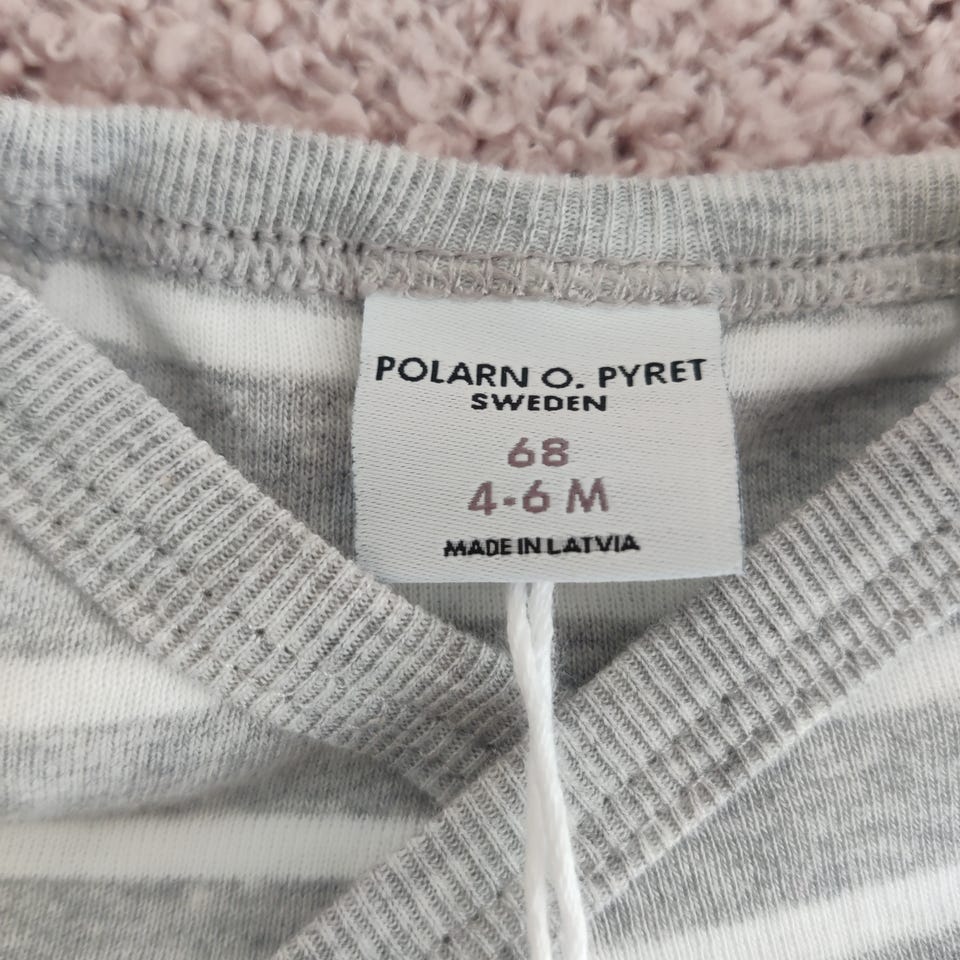 POLARN O. PYRET
SWEDEN
68
4-6 M
MADE IN LATVIA